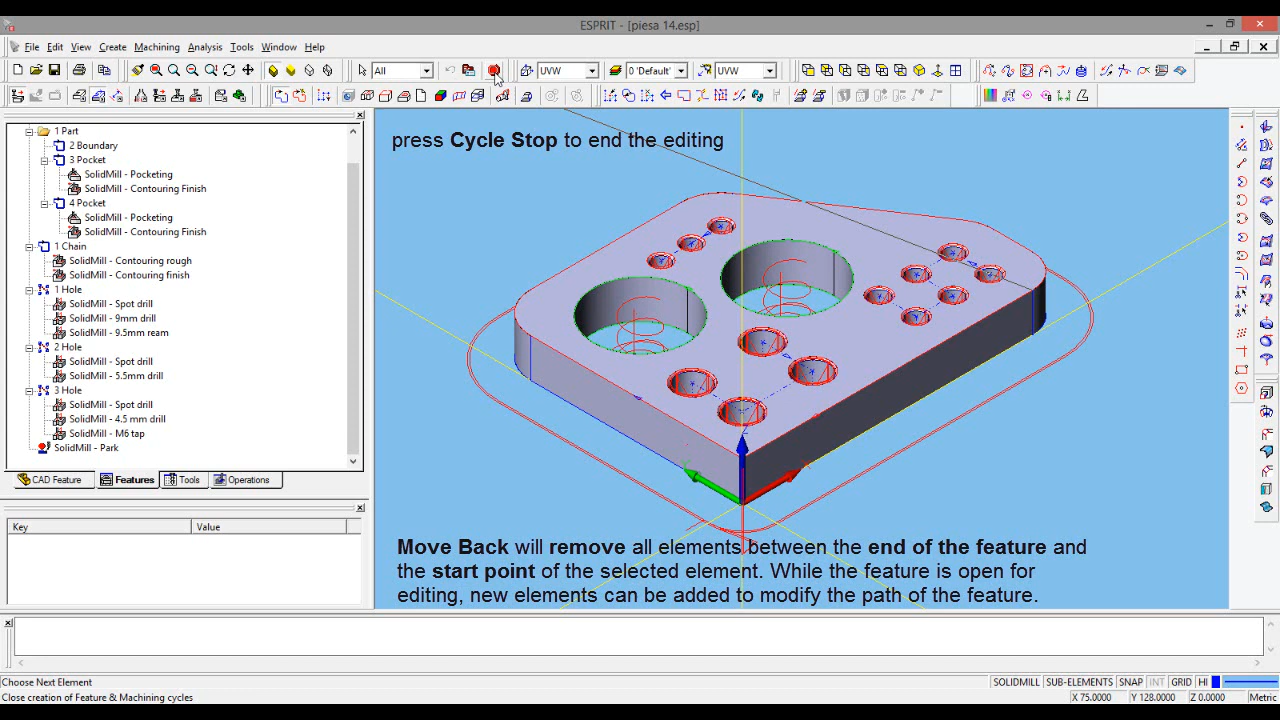 ESPRIT - [piesa 14.esp]
File Edit View Create Machining Analysis Tools Window Help
All UVW 0 'Default' UVW
1 Part
2 Boundary
3 Pocket
SolidMill - Pocketing
SolidMill - Contouring Finish
4 Pocket
SolidMill - Pocketing
SolidMill - Contouring Finish
1 Chain
SolidMill - Contouring rough
SolidMill - Contouring finish
1 Hole
SolidMill - Spot drill
SolidMill - 9mm drill
SolidMill - 9.5mm ream
2 Hole
SolidMill - Spot drill
SolidMill - 5.5mm drill
3 Hole
SolidMill - Spot drill
SolidMill - 4.5 mm drill
SolidMill - M6 tap
SolidMill - Park
CAD Feature Features Tools Operations
Key Value
press Cycle Stop to end the editing
Z
X
Move Back will remove all elements between the end of the feature and
the start point of the selected element. While the feature is open for
editing, new elements can be added to modify the path of the feature.
Choose Next Element
SOLIDMILL SUB-ELEMENTS SNAP INT GRID HI
Close creation of Feature & Machining cycles
X 75.0000 Y 128.0000 Z 0.0000 Metric